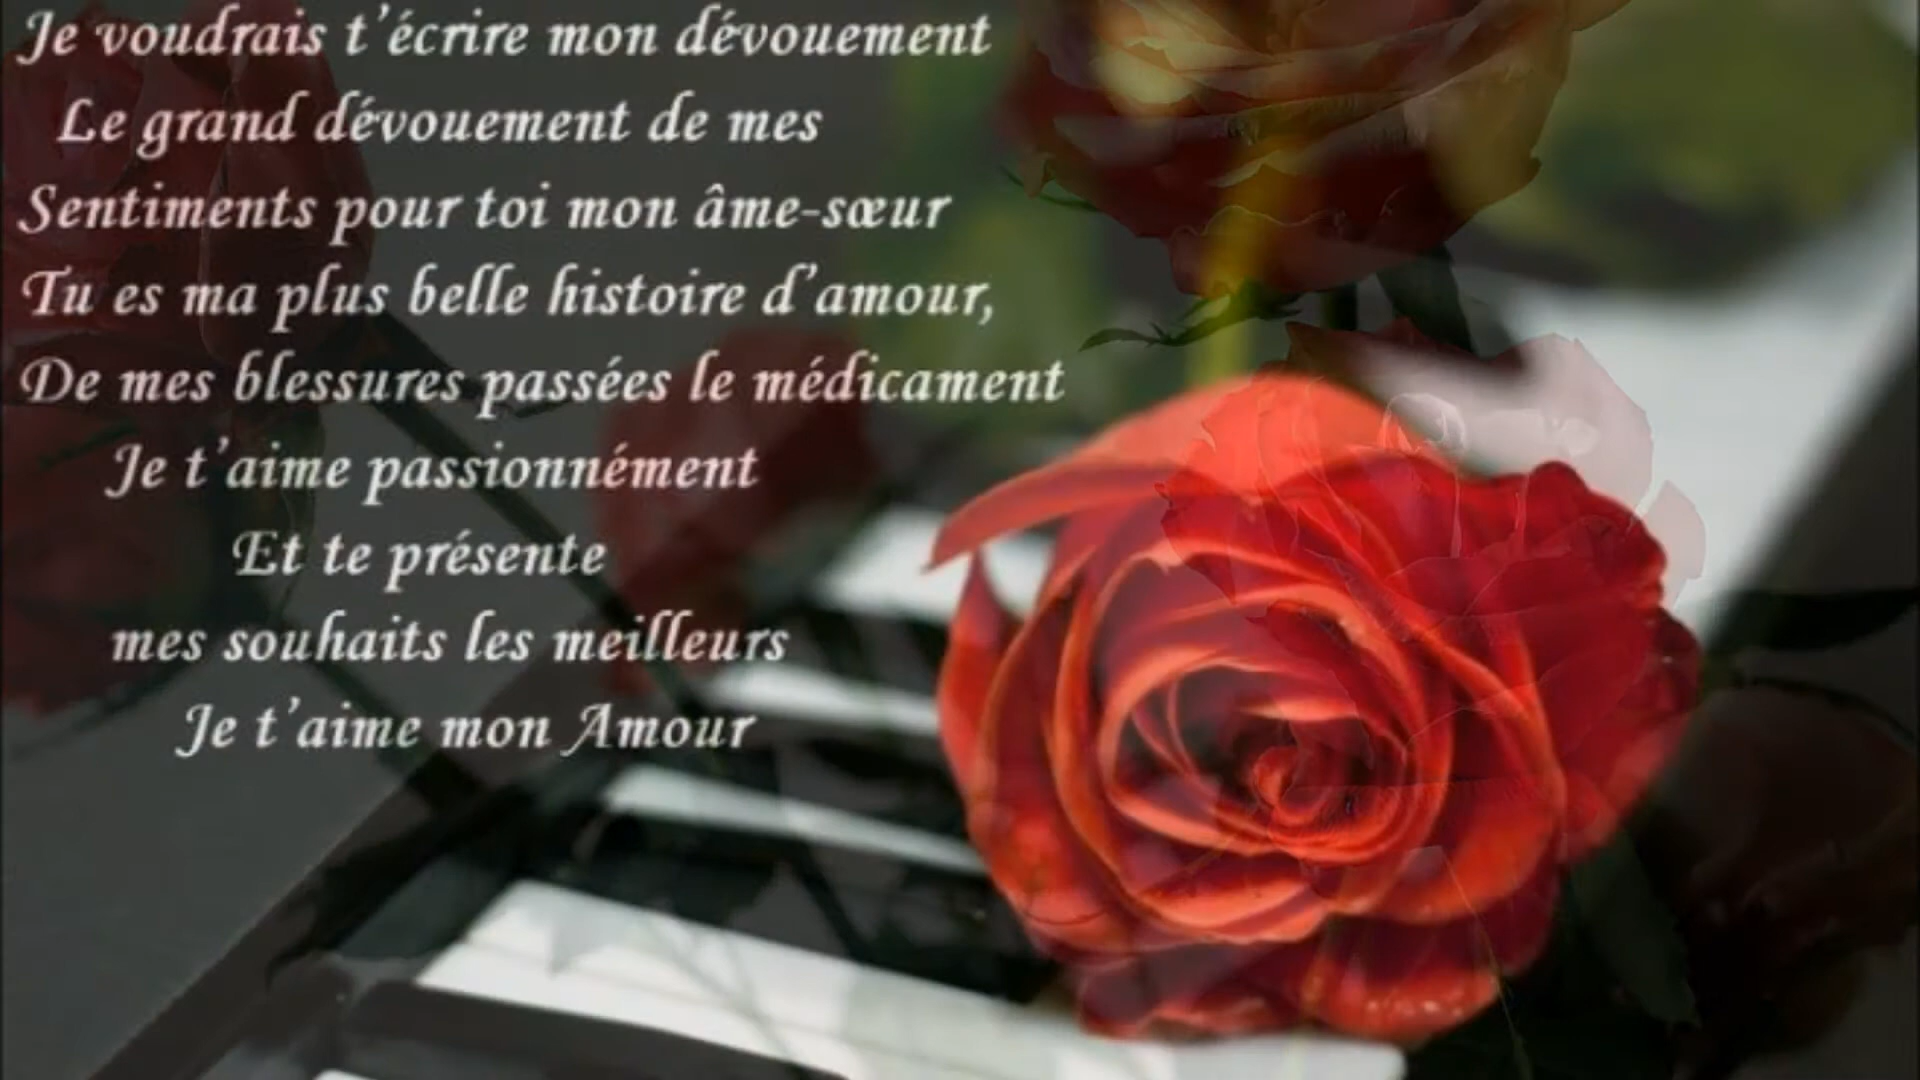 Je voudrais t’écrire mon dévouement
Le grand dévouement de mes
Sentiments pour toi mon âme-sœur
Tu es ma plus belle histoire d’amour,
De mes blessures passées le médicament
Je t’aime passionnément
Et te présente
mes souhaits les meilleurs
Je t’aime mon Amour